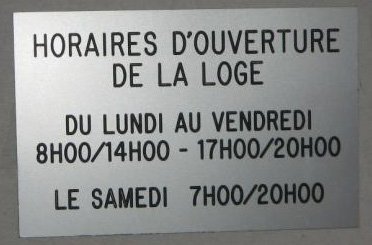 HORAIRES D'OUVERTURE
DE LA LOGE
DU LUNDI AU VENDREDI
8H00/14H00 - 17H00/20H00
LE SAMEDI 7H00/20H00